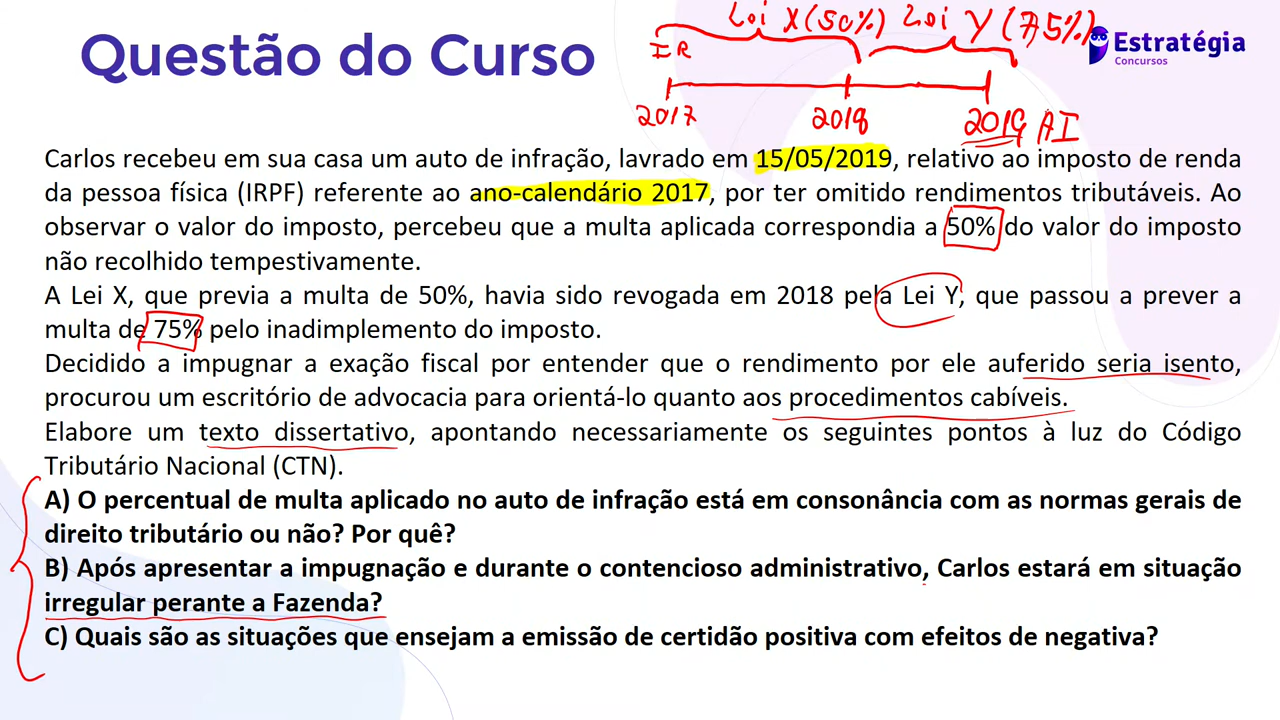 Lei X (50%) Lei Y (75%)
Questão do Curso
Estratégia
Concursos
IR
2017 2018 2019 AI
Carlos recebeu em sua casa um auto de infração, lavrado em 15/05/2019, relativo ao imposto de renda
da pessoa física (IRPF) referente ao ano-calendário 2017, por ter omitido rendimentos tributáveis. Ao
observar o valor do imposto, percebeu que a multa aplicada correspondia a 50% do valor do imposto
não recolhido tempestivamente.
A Lei X, que previa a multa de 50%, havia sido revogada em 2018 pela Lei Y, que passou a prever a
multa de 75% pelo inadimplemento do imposto.
Decidido a impugnar a exação fiscal por entender que o rendimento por ele auferido seria isento,
procurou um escritório de advocacia para orientá-lo quanto aos procedimentos cabíveis.
Elabore um texto dissertativo, apontando necessariamente os seguintes pontos à luz do Código
Tributário Nacional (CTN).
A) O percentual de multa aplicado no auto de infração está em consonância com as normas gerais de
direito tributário ou não? Por quê?
B) Após apresentar a impugnação e durante o contencioso administrativo, Carlos estará em situação
irregular perante a Fazenda?
C) Quais são as situações que ensejam a emissão de certidão positiva com efeitos de negativa?